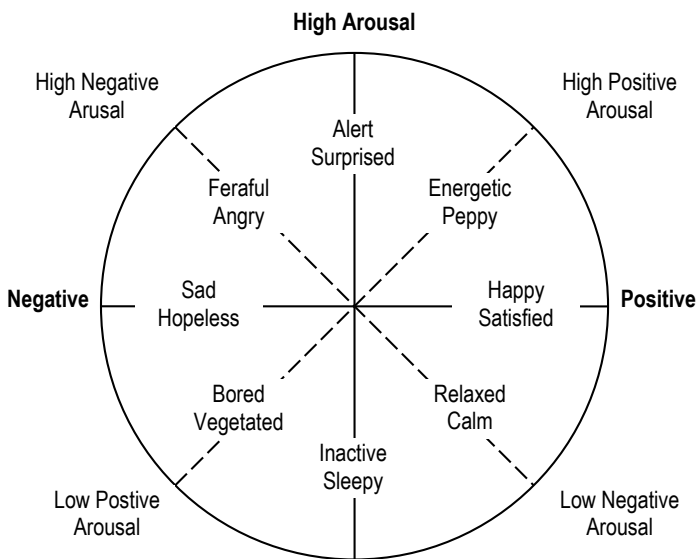 High Arousal
High Negative
Arusal
High Positive
Arousal
Alert
Surprised
Feraful
Angry
Energetic
Peppy
Negative
Sad
Hopeless
Happy
Satisfied
Positive
Bored
Vegetated
Relaxed
Calm
Inactive
Sleepy
Low Postive
Arousal
Low Negative
Arousal